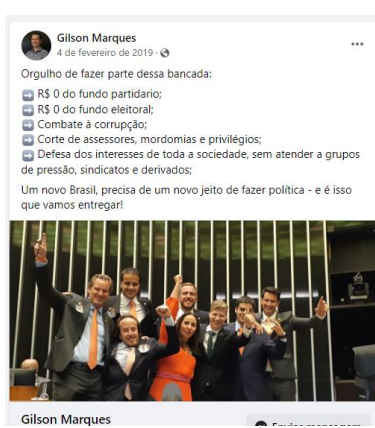 Gilson Marques
4 de fevereiro de 2019 ·
Orgulho de fazer parte dessa bancada:
➡ R$ 0 do fundo partidario;
➡ R$ 0 do fundo eleitoral;
➡ Combate à corrupção;
➡ Corte de assessores, mordomias e privilégios;
➡ Defesa dos interesses de toda a sociedade, sem atender a grupos
de pressão, sindicatos e derivados;
Um novo Brasil, precisa de um novo jeito de fazer política - e é isso
que vamos entregar!
Gilson Marques
Enviar mensagem